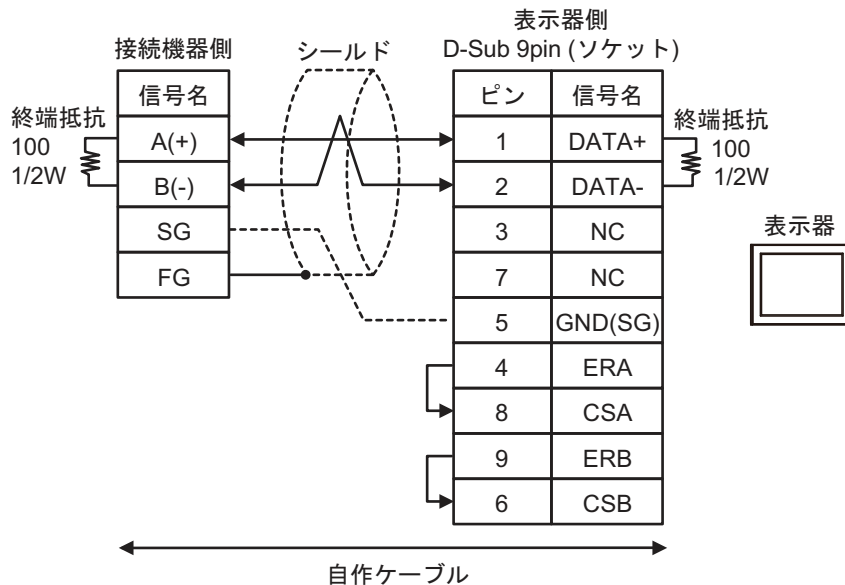 表示器側
接続機器側
シールド
D-Sub 9pin (ソケット)
信号名
ピン 信号名
終端抵抗
100
1/2W
A(+)
1 DATA+
終端抵抗
100
1/2W
B(-)
2 DATA-
SG
3 NC
表示器
FG
7 NC
5 GND(SG)
4 ERA
8 CSA
9 ERB
6 CSB
自作ケーブル